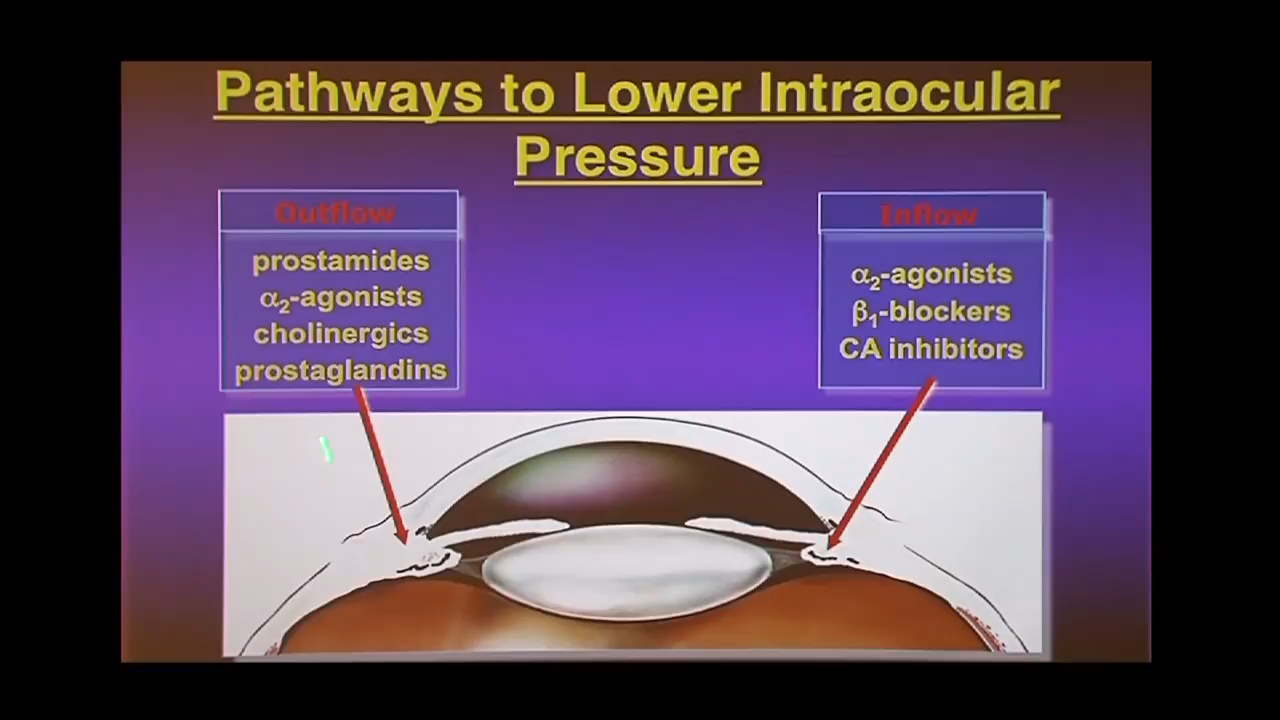 Pathways to Lower Intraocular
Pressure
Outflow
prostamides
α₂-agonists
cholinergics
prostaglandins
Inflow
α₂-agonists
β₁-blockers
CA inhibitors